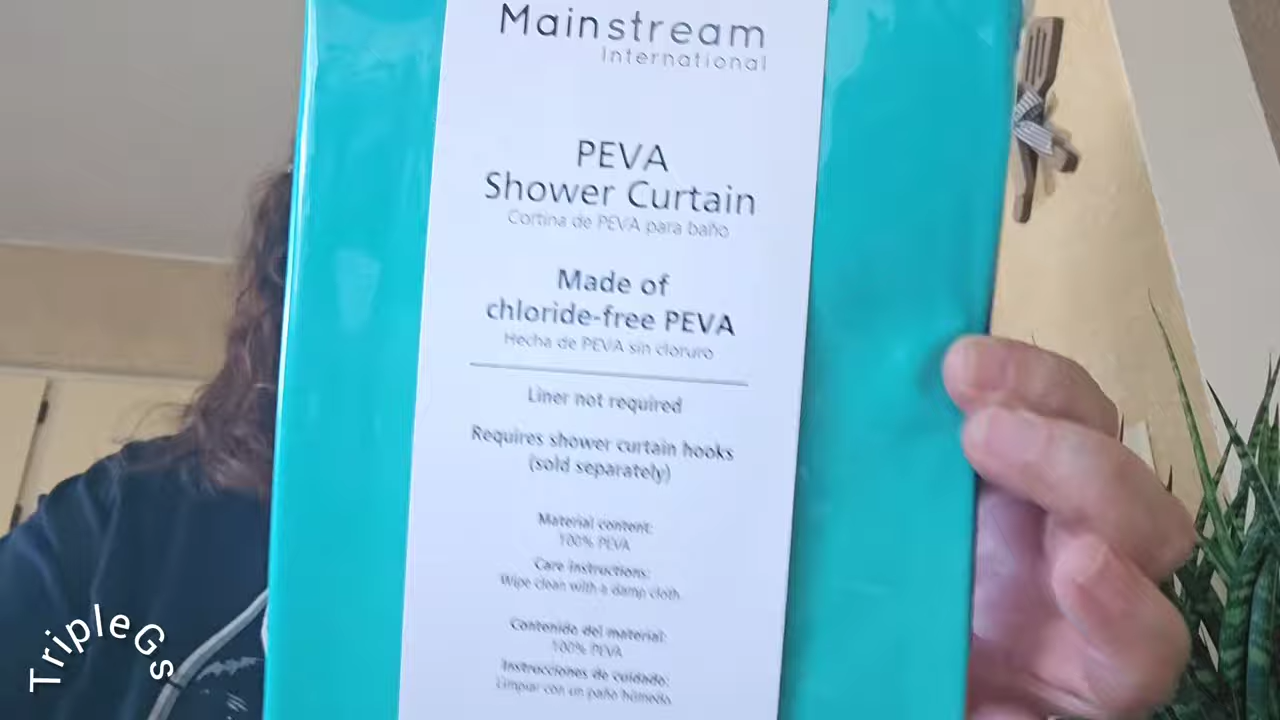 Mainstream
International
PEVA
Shower Curtain
Cortina de PEVA para baño
Made of
chloride-free PEVA
Hecha de PEVA sin cloruro
Liner not required
Requires shower curtain hooks
(sold separately)
Material content:
100% PEVA
Care Instructions:
Wipe clean with a damp cloth.
Contenido del material:
100% PEVA
Instrucciones de cuidado:
Limpiar con un paño húmedo.
TripleGs